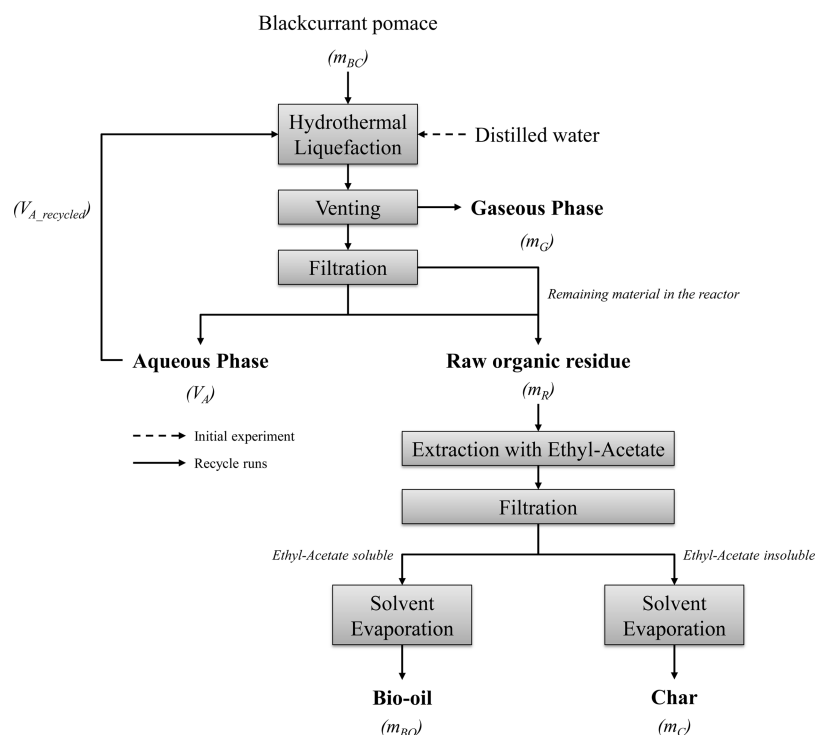 Blackcurrant pomace
(m_BC)
Hydrothermal
Liquefaction
Distilled water
(V_A_recycled)
Venting
Gaseous Phase
(m_G)
Filtration
Remaining material in the reactor
Aqueous Phase
(V_A)
Raw organic residue
(m_R)
Initial experiment
Recycle runs
Extraction with Ethyl-Acetate
Filtration
Ethyl-Acetate soluble
Ethyl-Acetate insoluble
Solvent
Evaporation
Solvent
Evaporation
Bio-oil
(m_BO)
Char
(m_C)